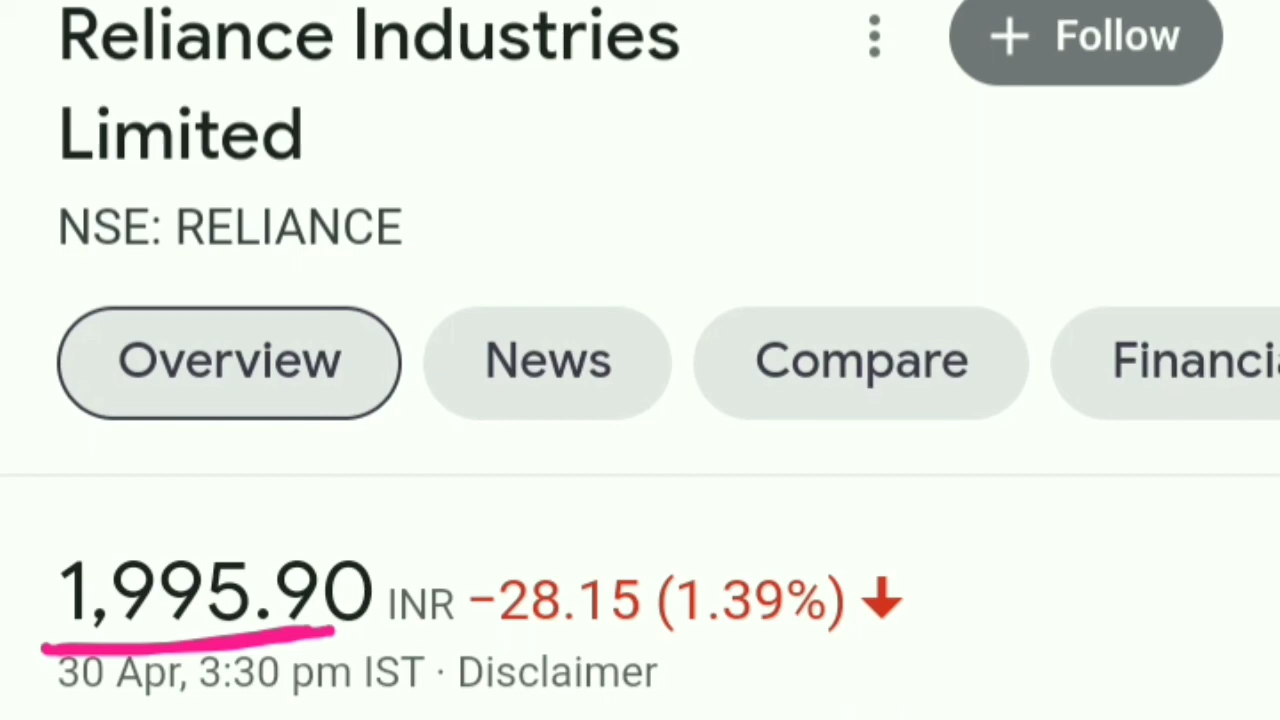 Reliance Industries
Limited
+ Follow
NSE: RELIANCE
Overview News Compare Financia
1,995.90 INR −28.15 (1.39%) ↓
30 Apr, 3:30 pm IST · Disclaimer